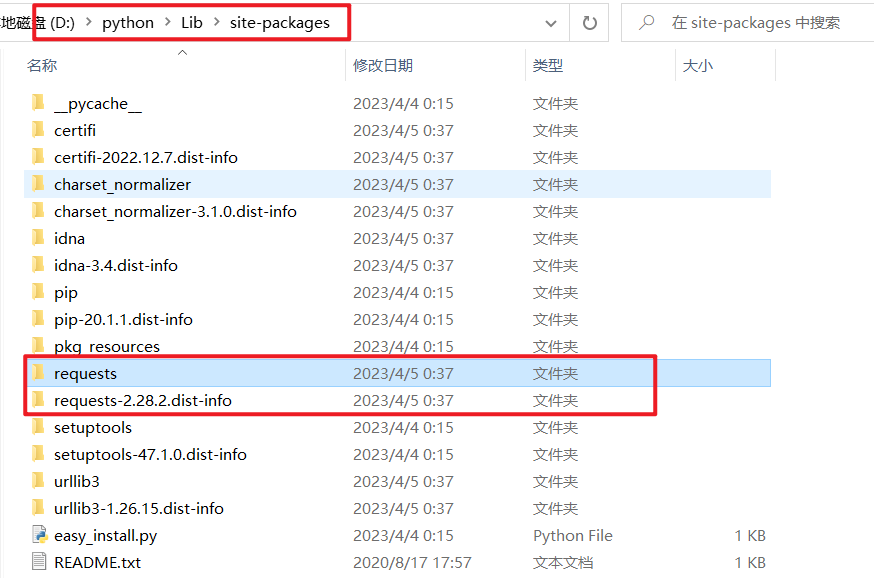 地磁盘 (D:) > python > Lib > site-packages 在 site-packages 中搜索
名称 修改日期 类型 大小
__pycache__ 2023/4/4 0:15 文件夹
certifi 2023/4/5 0:37 文件夹
certifi-2022.12.7.dist-info 2023/4/5 0:37 文件夹
charset_normalizer 2023/4/5 0:37 文件夹
charset_normalizer-3.1.0.dist-info 2023/4/5 0:37 文件夹
idna 2023/4/5 0:37 文件夹
idna-3.4.dist-info 2023/4/5 0:37 文件夹
pip 2023/4/4 0:15 文件夹
pip-20.1.1.dist-info 2023/4/4 0:15 文件夹
pkg_resources 2023/4/4 0:15 文件夹
requests 2023/4/5 0:37 文件夹
requests-2.28.2.dist-info 2023/4/5 0:37 文件夹
setuptools 2023/4/4 0:15 文件夹
setuptools-47.1.0.dist-info 2023/4/4 0:15 文件夹
urllib3 2023/4/5 0:37 文件夹
urllib3-1.26.15.dist-info 2023/4/5 0:37 文件夹
easy_install.py 2023/4/4 0:15 Python File 1 KB
README.txt 2020/8/17 17:57 文本文档 1 KB